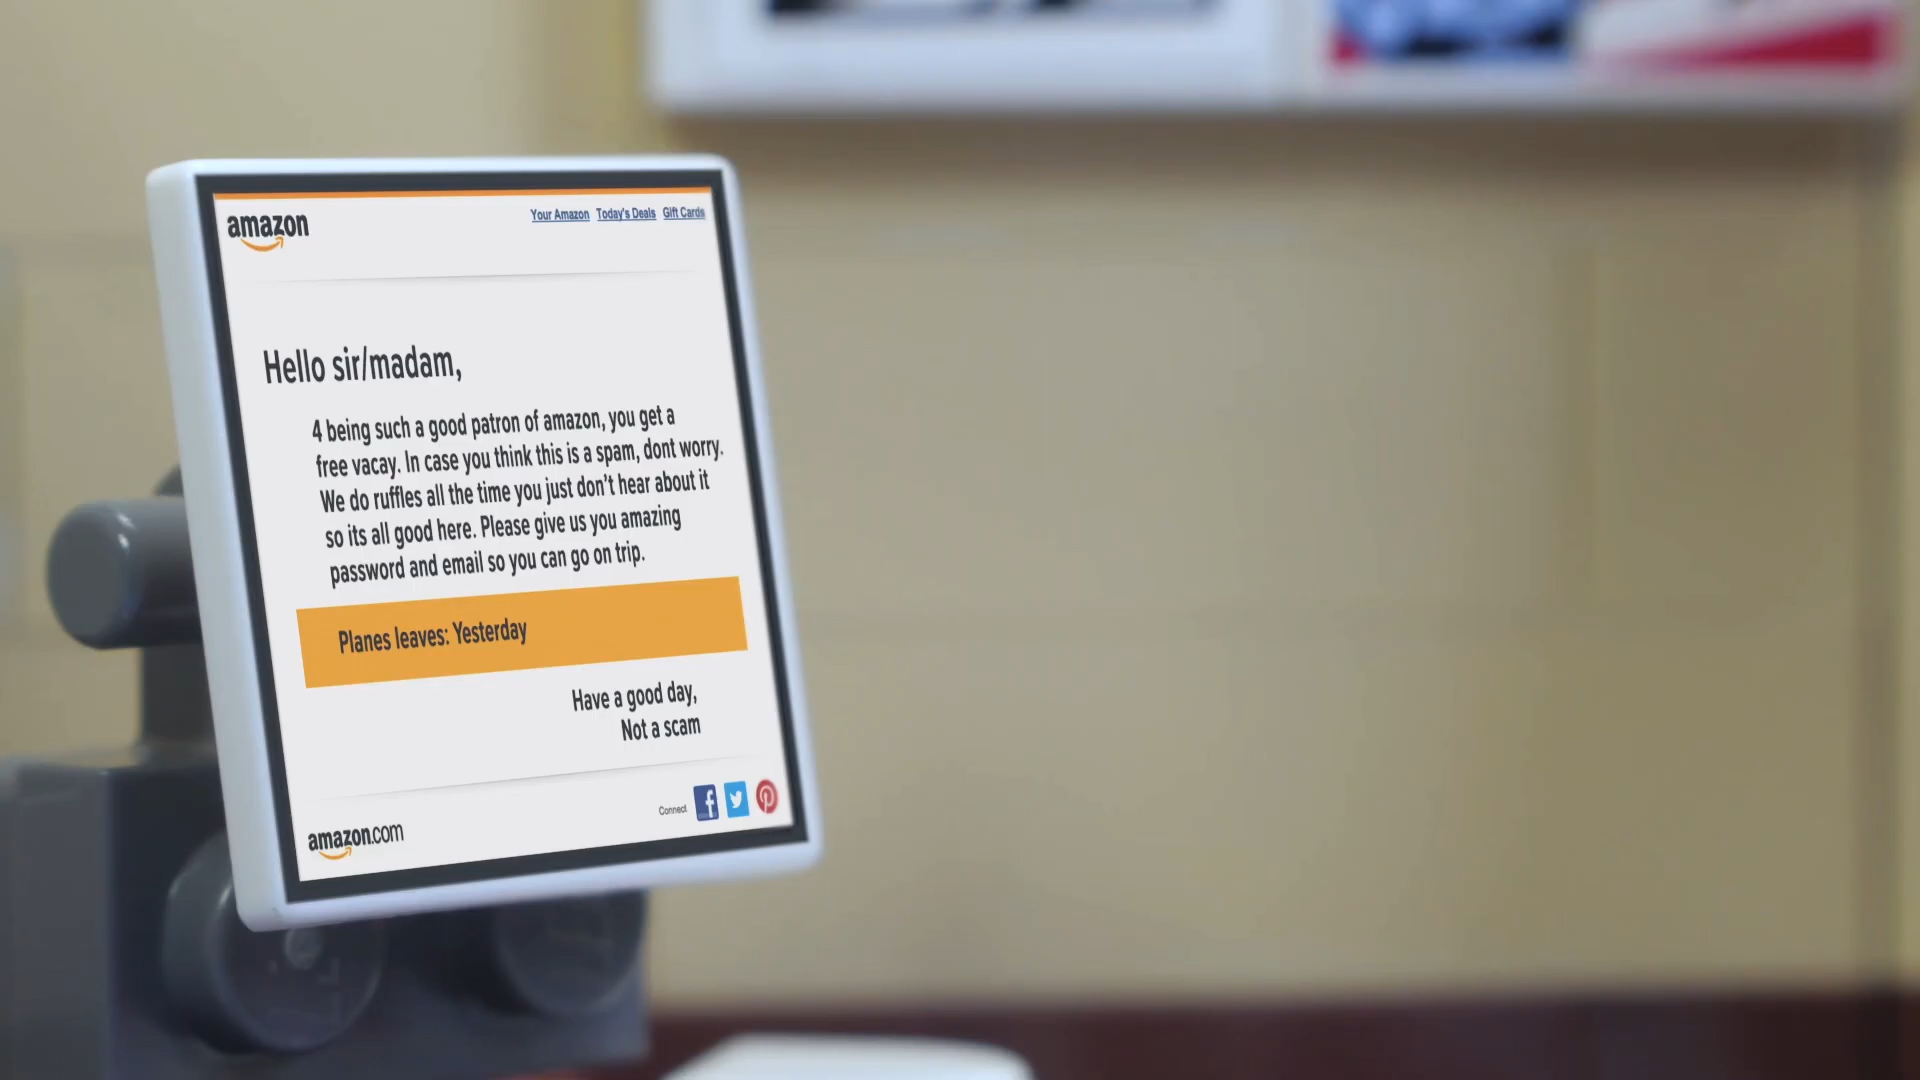 amazon
Your Amazon Today's Deals Gift Cards
Hello sir/madam,
4 being such a good patron of amazon, you get a
free vacay. In case you think this is a spam, dont worry.
We do ruffles all the time you just don't hear about it
so its all good here. Please give us you amazing
password and email so you can go on trip.
Planes leaves: Yesterday
Have a good day,
Not a scam
Connect
amazon.com